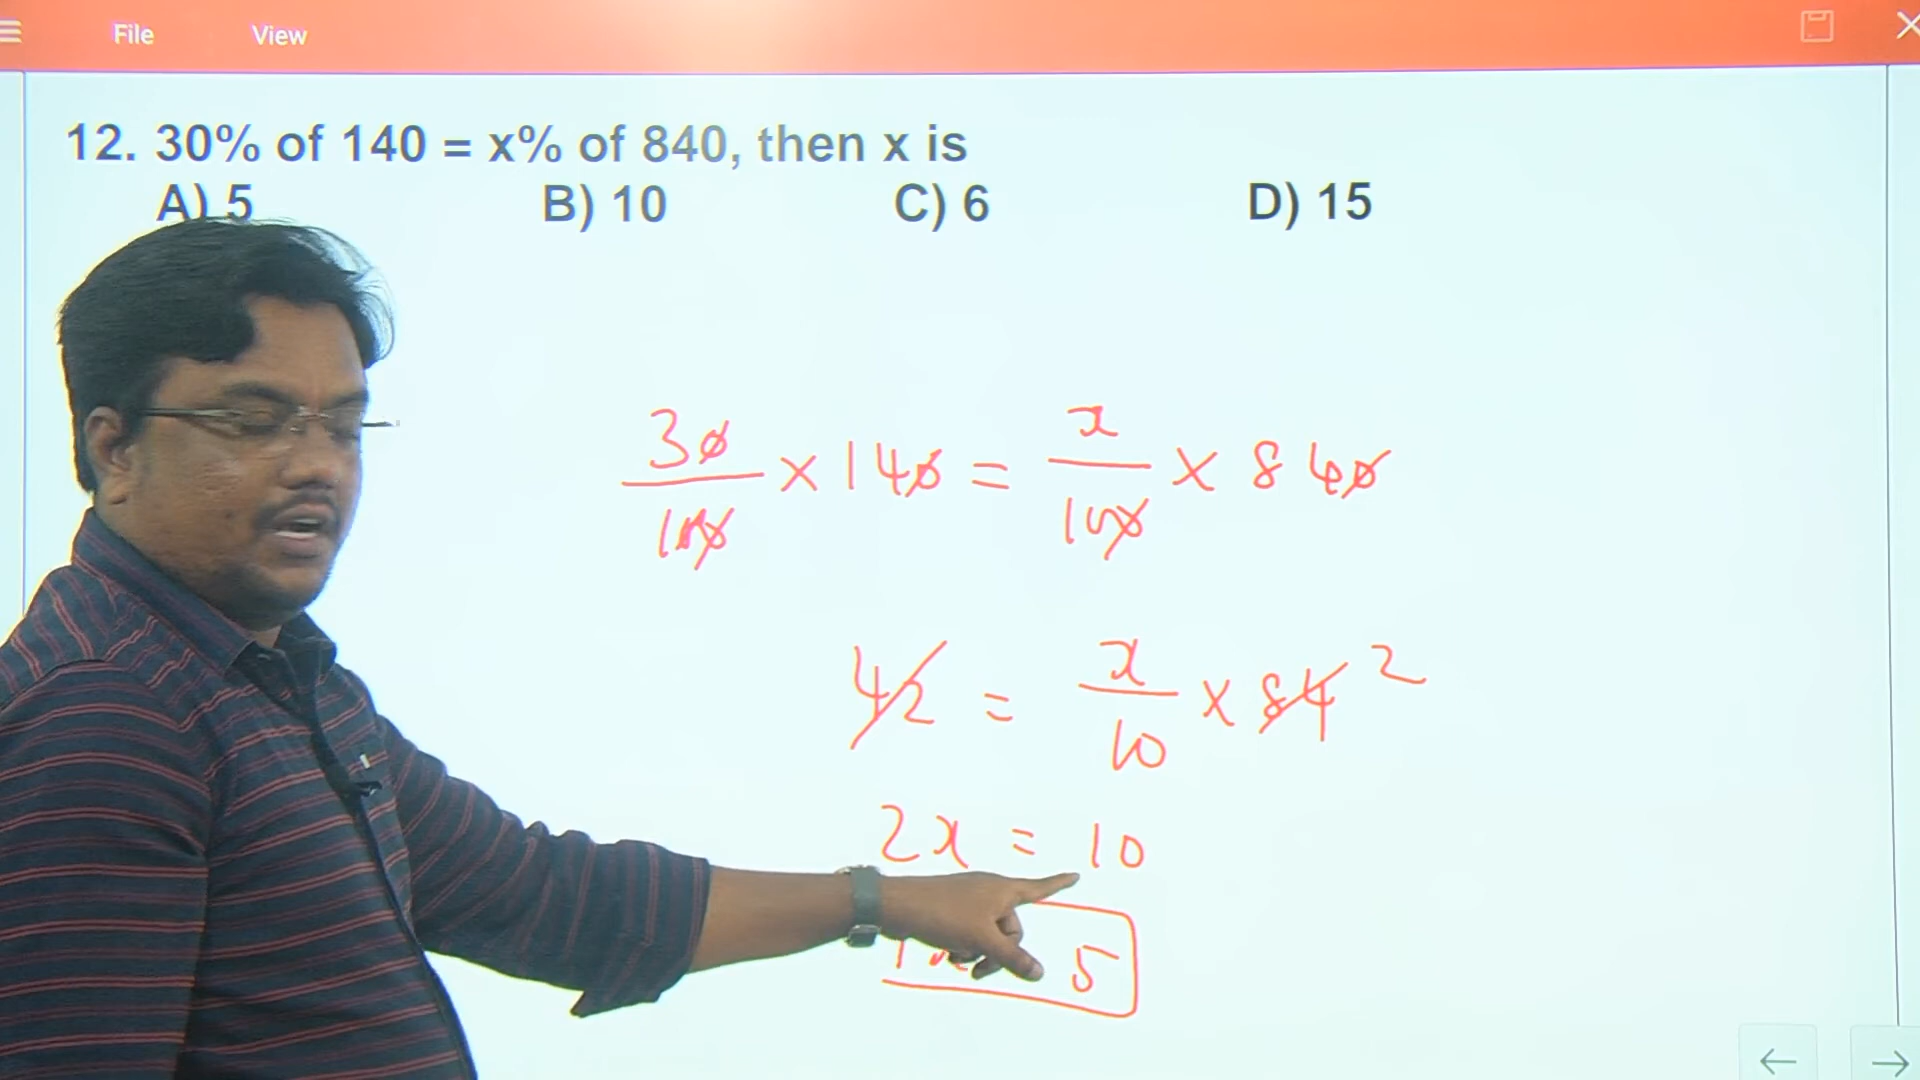 File View
12. 30% of 140 = x% of 840, then x is
A) 5 B) 10 C) 6 D) 15
30/100 × 140 = x/100 × 840
42 = x/10 × 84 2
2x = 10
5